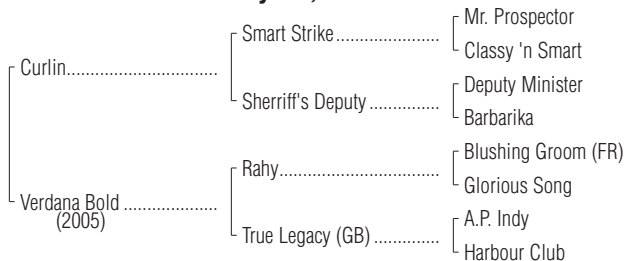 Mr. Prospector
Smart Strike....................
Classy 'n Smart
Curlin..............................
Deputy Minister
Sherriff's Deputy ..............
Barbarika
Blushing Groom (FR)
Rahy................................
Glorious Song
Verdana Bold ...................
(2005)
A.P. Indy
True Legacy (GB) .............
Harbour Club